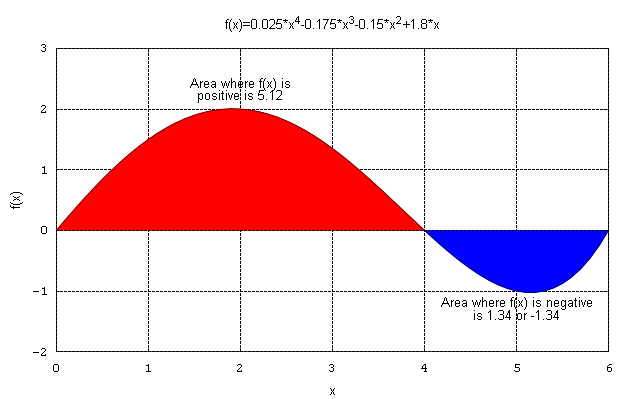 f(x)=0.025*x4-0.175*x3-0.15*x2+1.8*x
3
Area where f(x) is
positive is 5.12
2
1
f(x)
0
-1
Area where f(x) is negative
is 1.34 or -1.34
-2
0 1 2 3 4 5 6
x